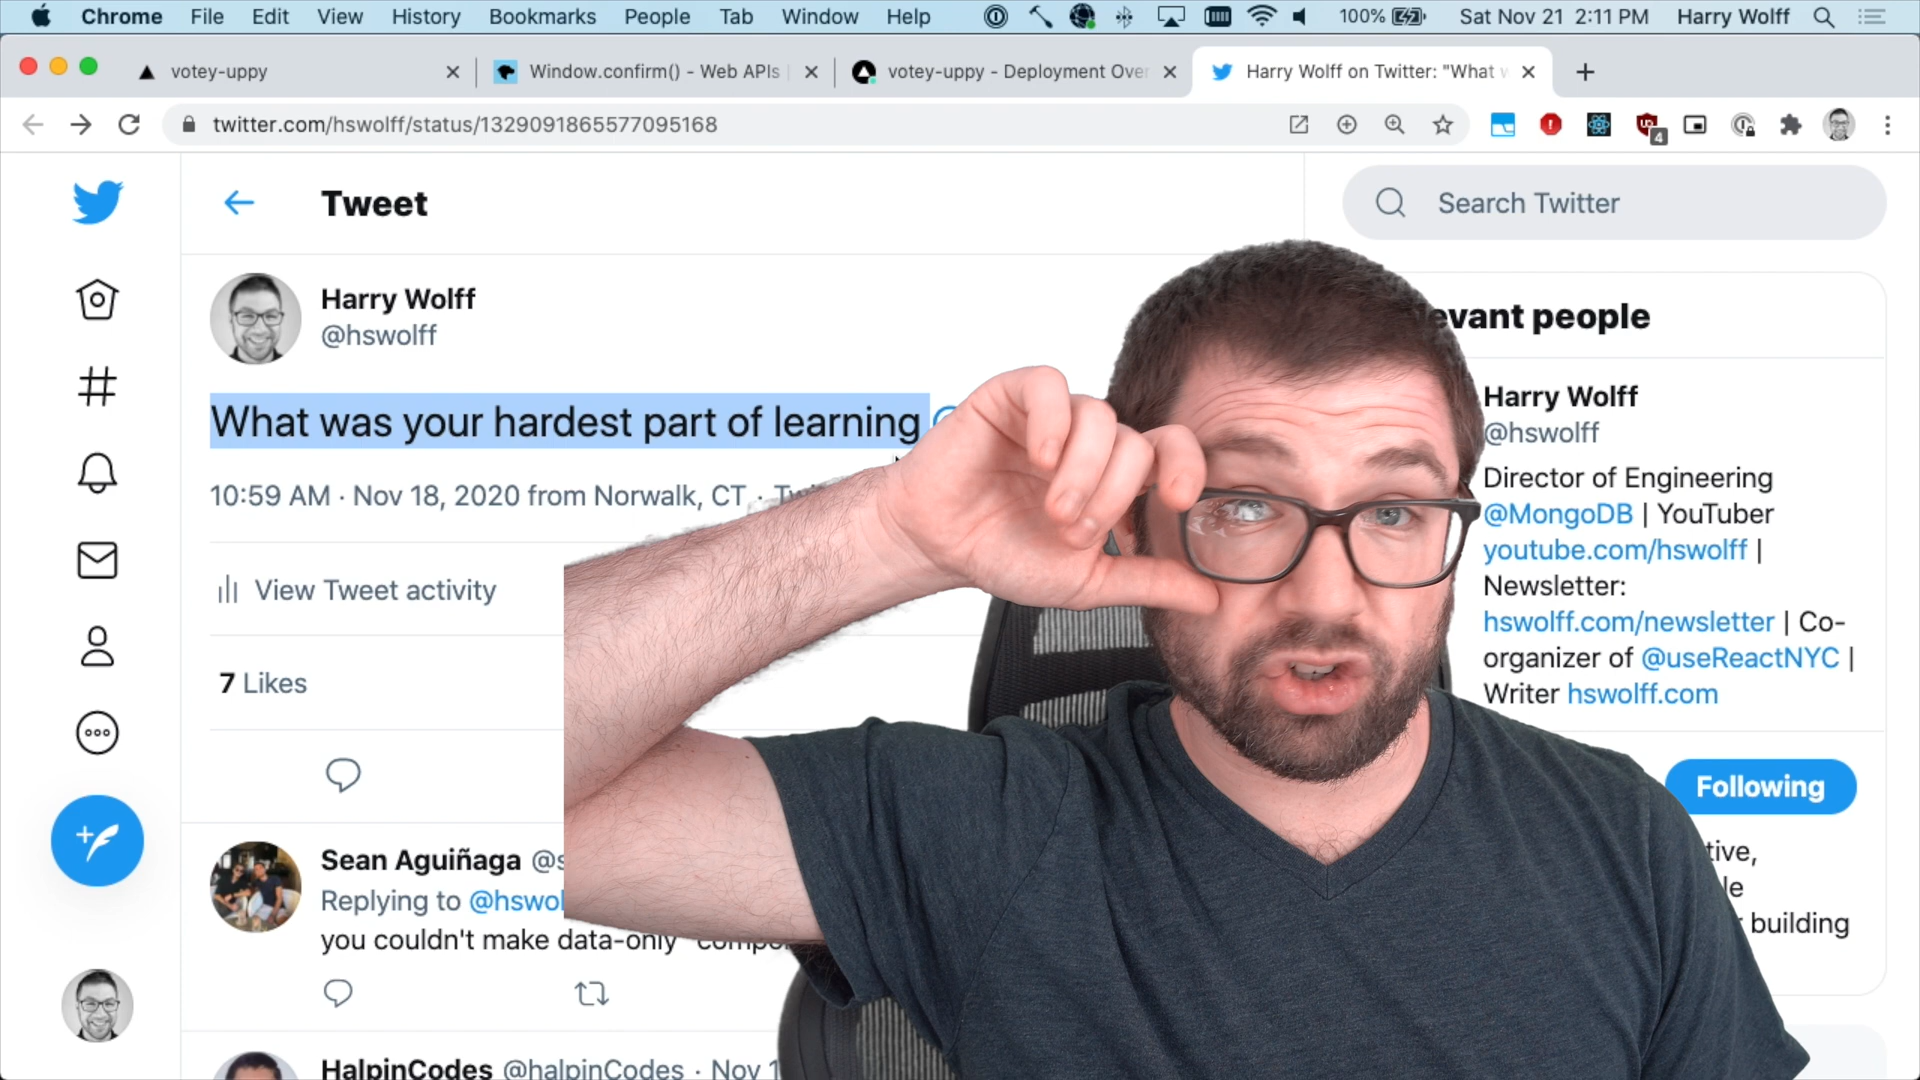 Chrome File Edit View History Bookmarks People Tab Window Help 100% Sat Nov 21 2:11 PM Harry Wolff
votey-uppy
Window.confirm() - Web APIs
votey-uppy - Deployment Over
Harry Wolff on Twitter: "What w
twitter.com/hswolff/status/1329091865577095168
4
Tweet
Search Twitter
Harry Wolff
@hswolff
What was your hardest part of learning
10:59 AM · Nov 18, 2020 from Norwalk, CT ·
View Tweet activity
7 Likes
Sean Aguiñaga @s
Replying to @hswol
you couldn't make data-only
HalpinCodes @halpinCodes · Nov 1
evant people
Harry Wolff
@hswolff
Director of Engineering
@MongoDB | YouTuber
youtube.com/hswolff |
Newsletter:
hswolff.com/newsletter | Co-
organizer of @useReactNYC |
Writer hswolff.com
Following
tive,
le
building